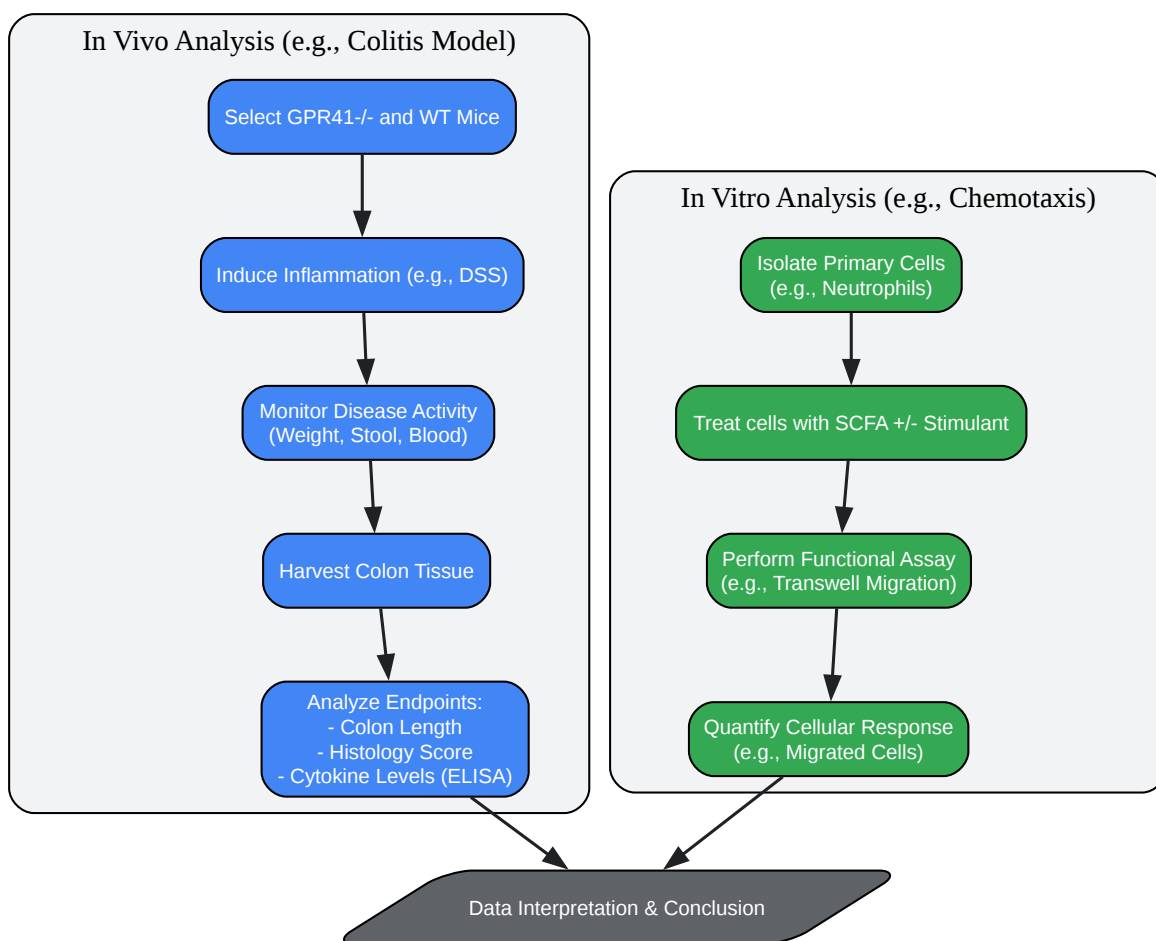 In Vivo Analysis (e.g., Colitis Model)
Select GPR41-/- and WT Mice
Induce Inflammation (e.g., DSS)
Monitor Disease Activity
(Weight, Stool, Blood)
Harvest Colon Tissue
Analyze Endpoints:
- Colon Length
- Histology Score
- Cytokine Levels (ELISA)
In Vitro Analysis (e.g., Chemotaxis)
Isolate Primary Cells
(e.g., Neutrophils)
Treat cells with SCFA +/- Stimulant
Perform Functional Assay
(e.g., Transwell Migration)
Quantify Cellular Response
(e.g., Migrated Cells)
Data Interpretation & Conclusion